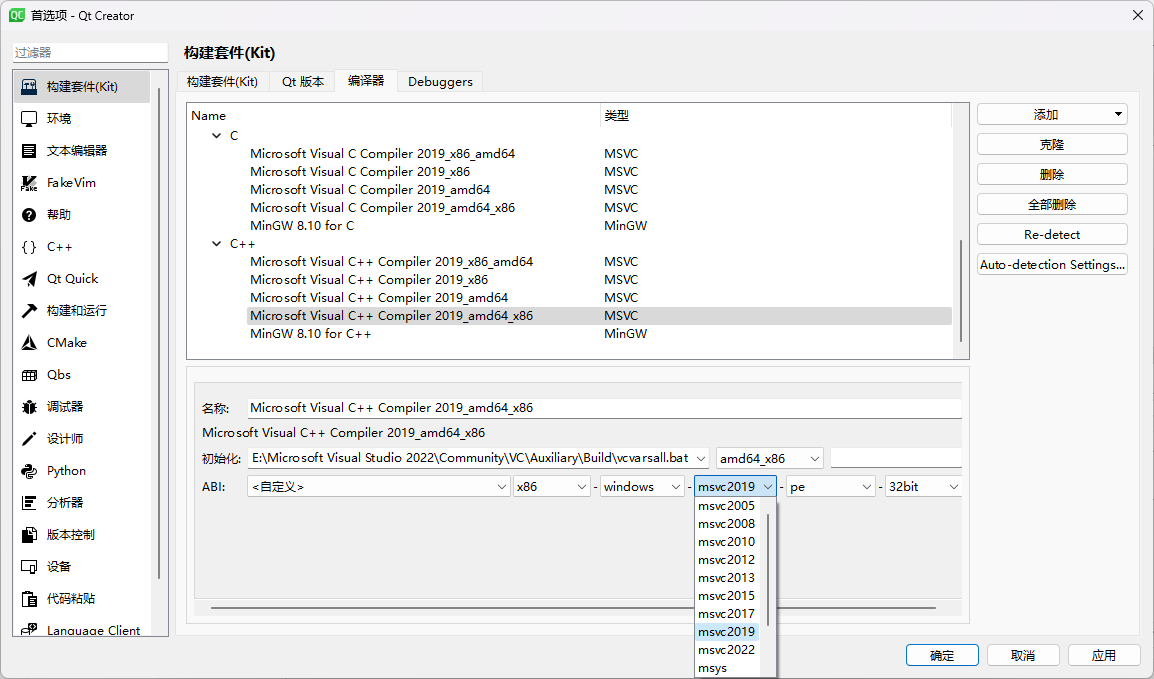 QC 首选项 - Qt Creator
过滤器
构建套件(Kit)
环境
文本编辑器
FakeVim
帮助
C++
Qt Quick
构建和运行
CMake
Qbs
调试器
设计师
Python
分析器
版本控制
设备
代码粘贴
Language Client
构建套件(Kit)
构建套件(Kit) Qt 版本 编译器 Debuggers
Name 类型
C
Microsoft Visual C Compiler 2019_x86_amd64 MSVC
Microsoft Visual C Compiler 2019_x86 MSVC
Microsoft Visual C Compiler 2019_amd64 MSVC
Microsoft Visual C Compiler 2019_amd64_x86 MSVC
MinGW 8.10 for C MinGW
C++
Microsoft Visual C++ Compiler 2019_x86_amd64 MSVC
Microsoft Visual C++ Compiler 2019_x86 MSVC
Microsoft Visual C++ Compiler 2019_amd64 MSVC
Microsoft Visual C++ Compiler 2019_amd64_x86 MSVC
MinGW 8.10 for C++ MinGW
添加
克隆
删除
全部删除
Re-detect
Auto-detection Settings...
名称: Microsoft Visual C++ Compiler 2019_amd64_x86
Microsoft Visual C++ Compiler 2019_amd64_x86
初始化: E:\Microsoft Visual Studio 2022\Community\VC\Auxiliary\Build\vcvarsall.bat amd64_x86
ABI: <自定义> x86 - windows - msvc2019 - pe - 32bit
msvc2005
msvc2008
msvc2010
msvc2012
msvc2013
msvc2015
msvc2017
msvc2019
msvc2022
msys
确定 取消 应用